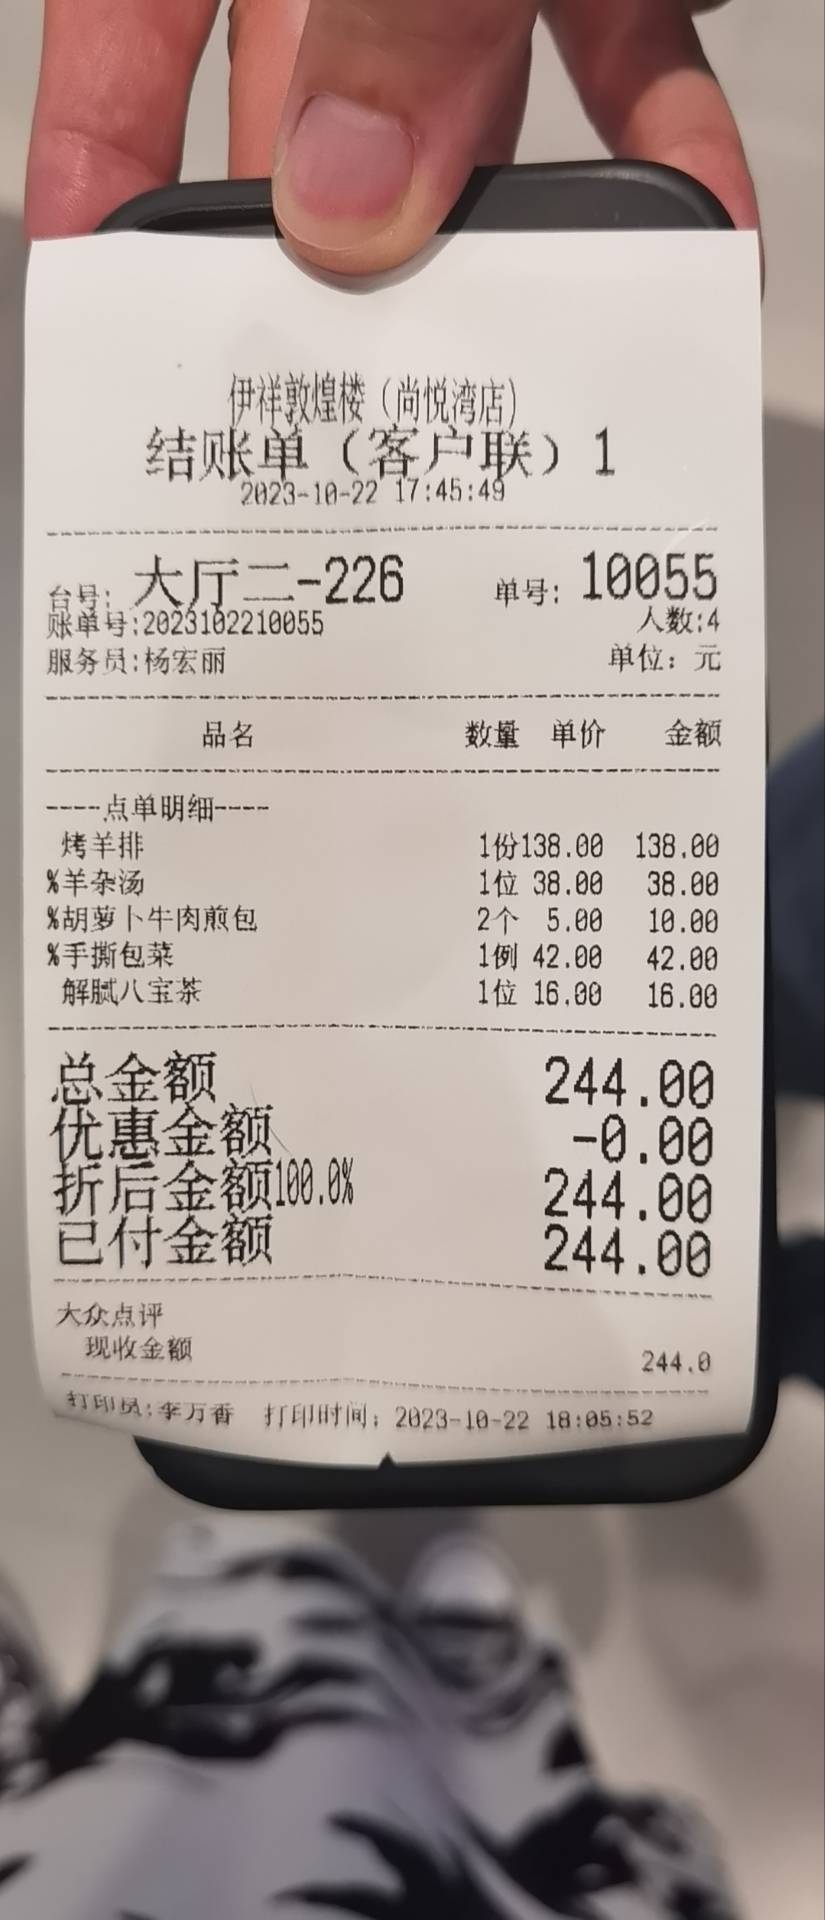 伊祥敦煌楼（尚悦湾店）
结账单（客户联）1
2023-10-22 17:45:49
台号: 大厅二-226 单号: 10055
账单号:2023102210055 人数:4
服务员:杨宏丽 单位: 元
品名 数量 单价 金额
----点单明细----
烤羊排 1份138.00 138.00
%羊杂汤 1位 38.00 38.00
%胡萝卜牛肉煎包 2个 5.00 10.00
%手撕包菜 1例 42.00 42.00
解腻八宝茶 1位 16.00 16.00
总金额 244.00
优惠金额 -0.00
折后金额100.0% 244.00
已付金额 244.00
大众点评
现收金额 244.0
打印员:李万香 打印时间: 2023-10-22 18:05:52